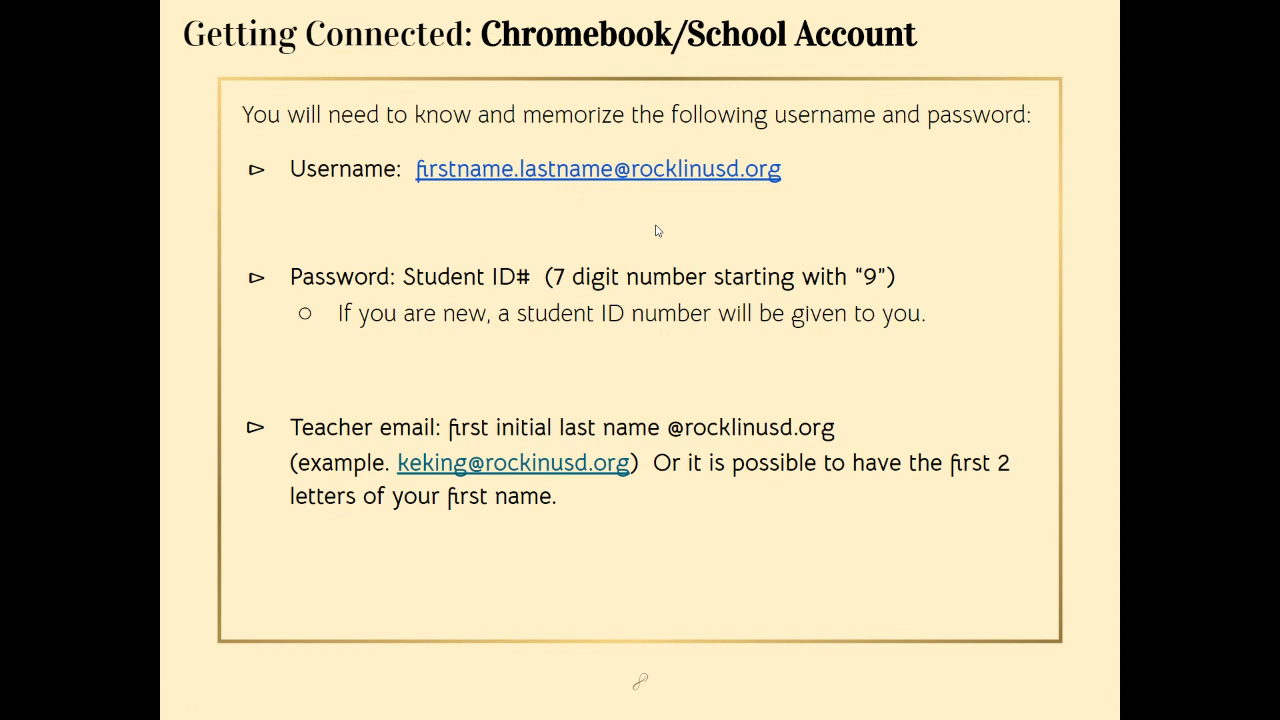 Getting Connected: Chromebook/School Account
You will need to know and memorize the following username and password:
Username: firstname.lastname@rocklinusd.org
Password: Student ID# (7 digit number starting with “9”)
If you are new, a student ID number will be given to you.
Teacher email: first initial last name @rocklinusd.org
(example. keking@rockinusd.org) Or it is possible to have the first 2
letters of your first name.